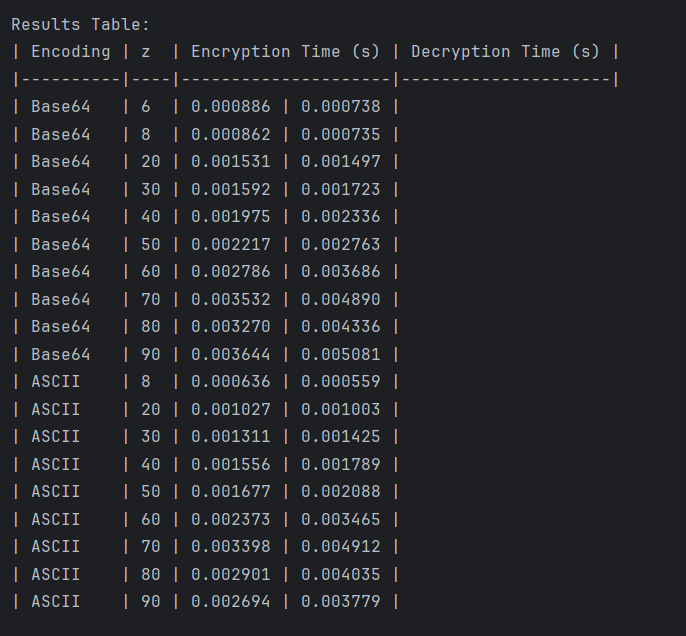 Results Table:
| Encoding | z  | Encryption Time (s) | Decryption Time (s) |
|----------|----|---------------------|---------------------|
| Base64   | 6  | 0.000886 | 0.000738 |
| Base64   | 8  | 0.000862 | 0.000735 |
| Base64   | 20 | 0.001531 | 0.001497 |
| Base64   | 30 | 0.001592 | 0.001723 |
| Base64   | 40 | 0.001975 | 0.002336 |
| Base64   | 50 | 0.002217 | 0.002763 |
| Base64   | 60 | 0.002786 | 0.003686 |
| Base64   | 70 | 0.003532 | 0.004890 |
| Base64   | 80 | 0.003270 | 0.004336 |
| Base64   | 90 | 0.003644 | 0.005081 |
| ASCII    | 8  | 0.000636 | 0.000559 |
| ASCII    | 20 | 0.001027 | 0.001003 |
| ASCII    | 30 | 0.001311 | 0.001425 |
| ASCII    | 40 | 0.001556 | 0.001789 |
| ASCII    | 50 | 0.001677 | 0.002088 |
| ASCII    | 60 | 0.002373 | 0.003465 |
| ASCII    | 70 | 0.003398 | 0.004912 |
| ASCII    | 80 | 0.002901 | 0.004035 |
| ASCII    | 90 | 0.002694 | 0.003779 |